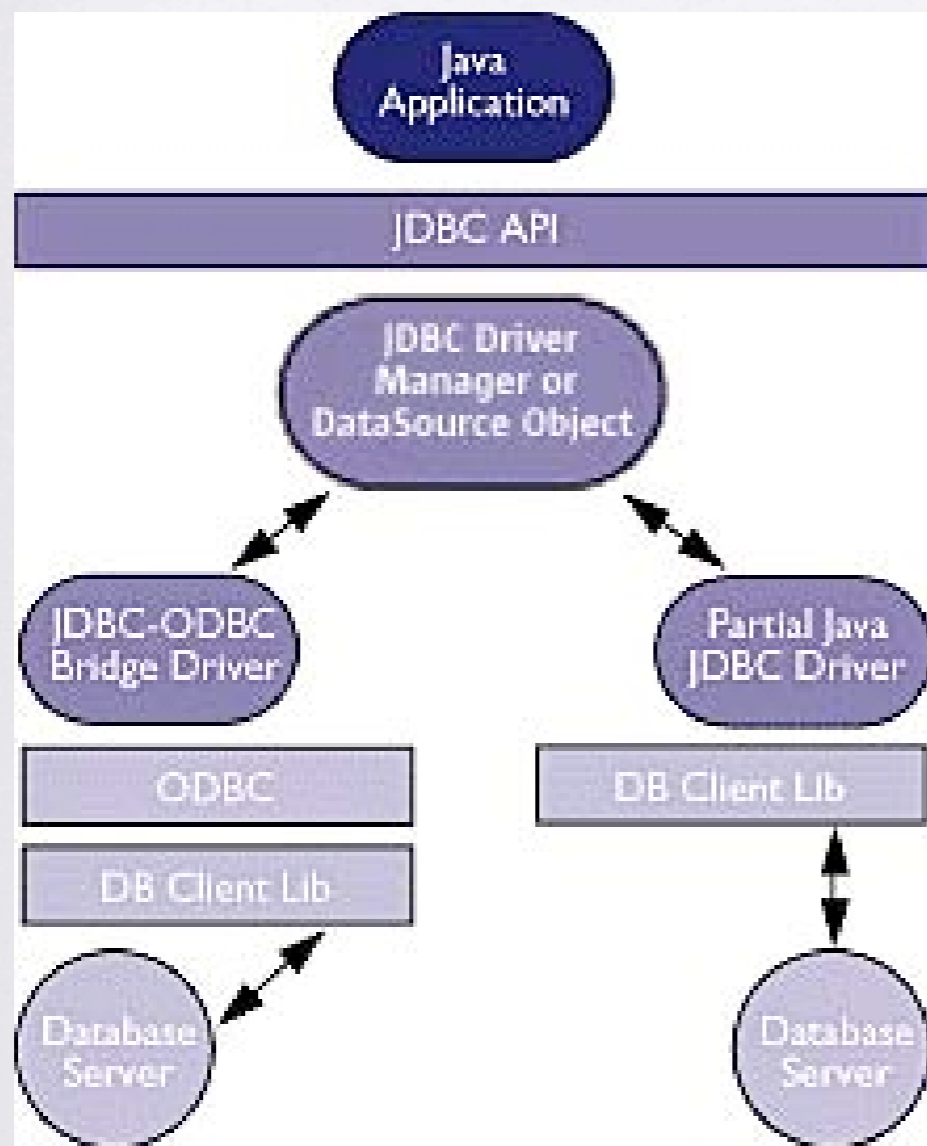 Java
Application
JDBC API
JDBC Driver
Manager or
DataSource Object
JDBC-ODBC
Bridge Driver
Partial Java
JDBC Driver
ODBC
DB Client Lib
DB Client Lib
Database
Server
Database
Server